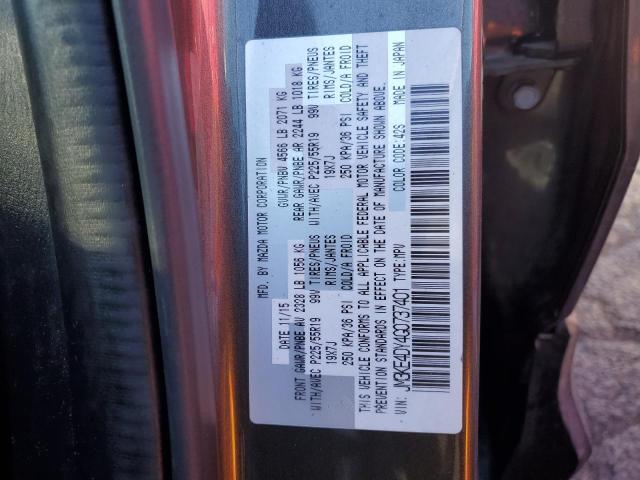 MFD. BY MAZDA MOTOR CORPORATION
DATE 11/15 GVWR/PNBV 4566 LB 2071 KG
FRONT GAWR/PNBE AV 2328 LB 1056 KG REAR GAWR/PNBE AR 2244 LB 1018 KG
WITH/AVEC P225/55R19 99V TIRES/PNEUS WITH/AVEC P225/55R19 99V TIRES/PNEUS
19X7J RIMS/JANTES 19X7J RIMS/JANTES
250 KPA/36 PSI COLD/A FROID 250 KPA/36 PSI COLD/A FROID
THIS VEHICLE CONFORMS TO ALL APPLICABLE FEDERAL MOTOR VEHICLE SAFETY AND THEFT
PREVENTION STANDARDS IN EFFECT ON THE DATE OF MANUFACTURE SHOWN ABOVE.
VIN: JM3KE4DY4G0737401 TYPE:MPV COLOR CODE:42S MADE IN JAPAN